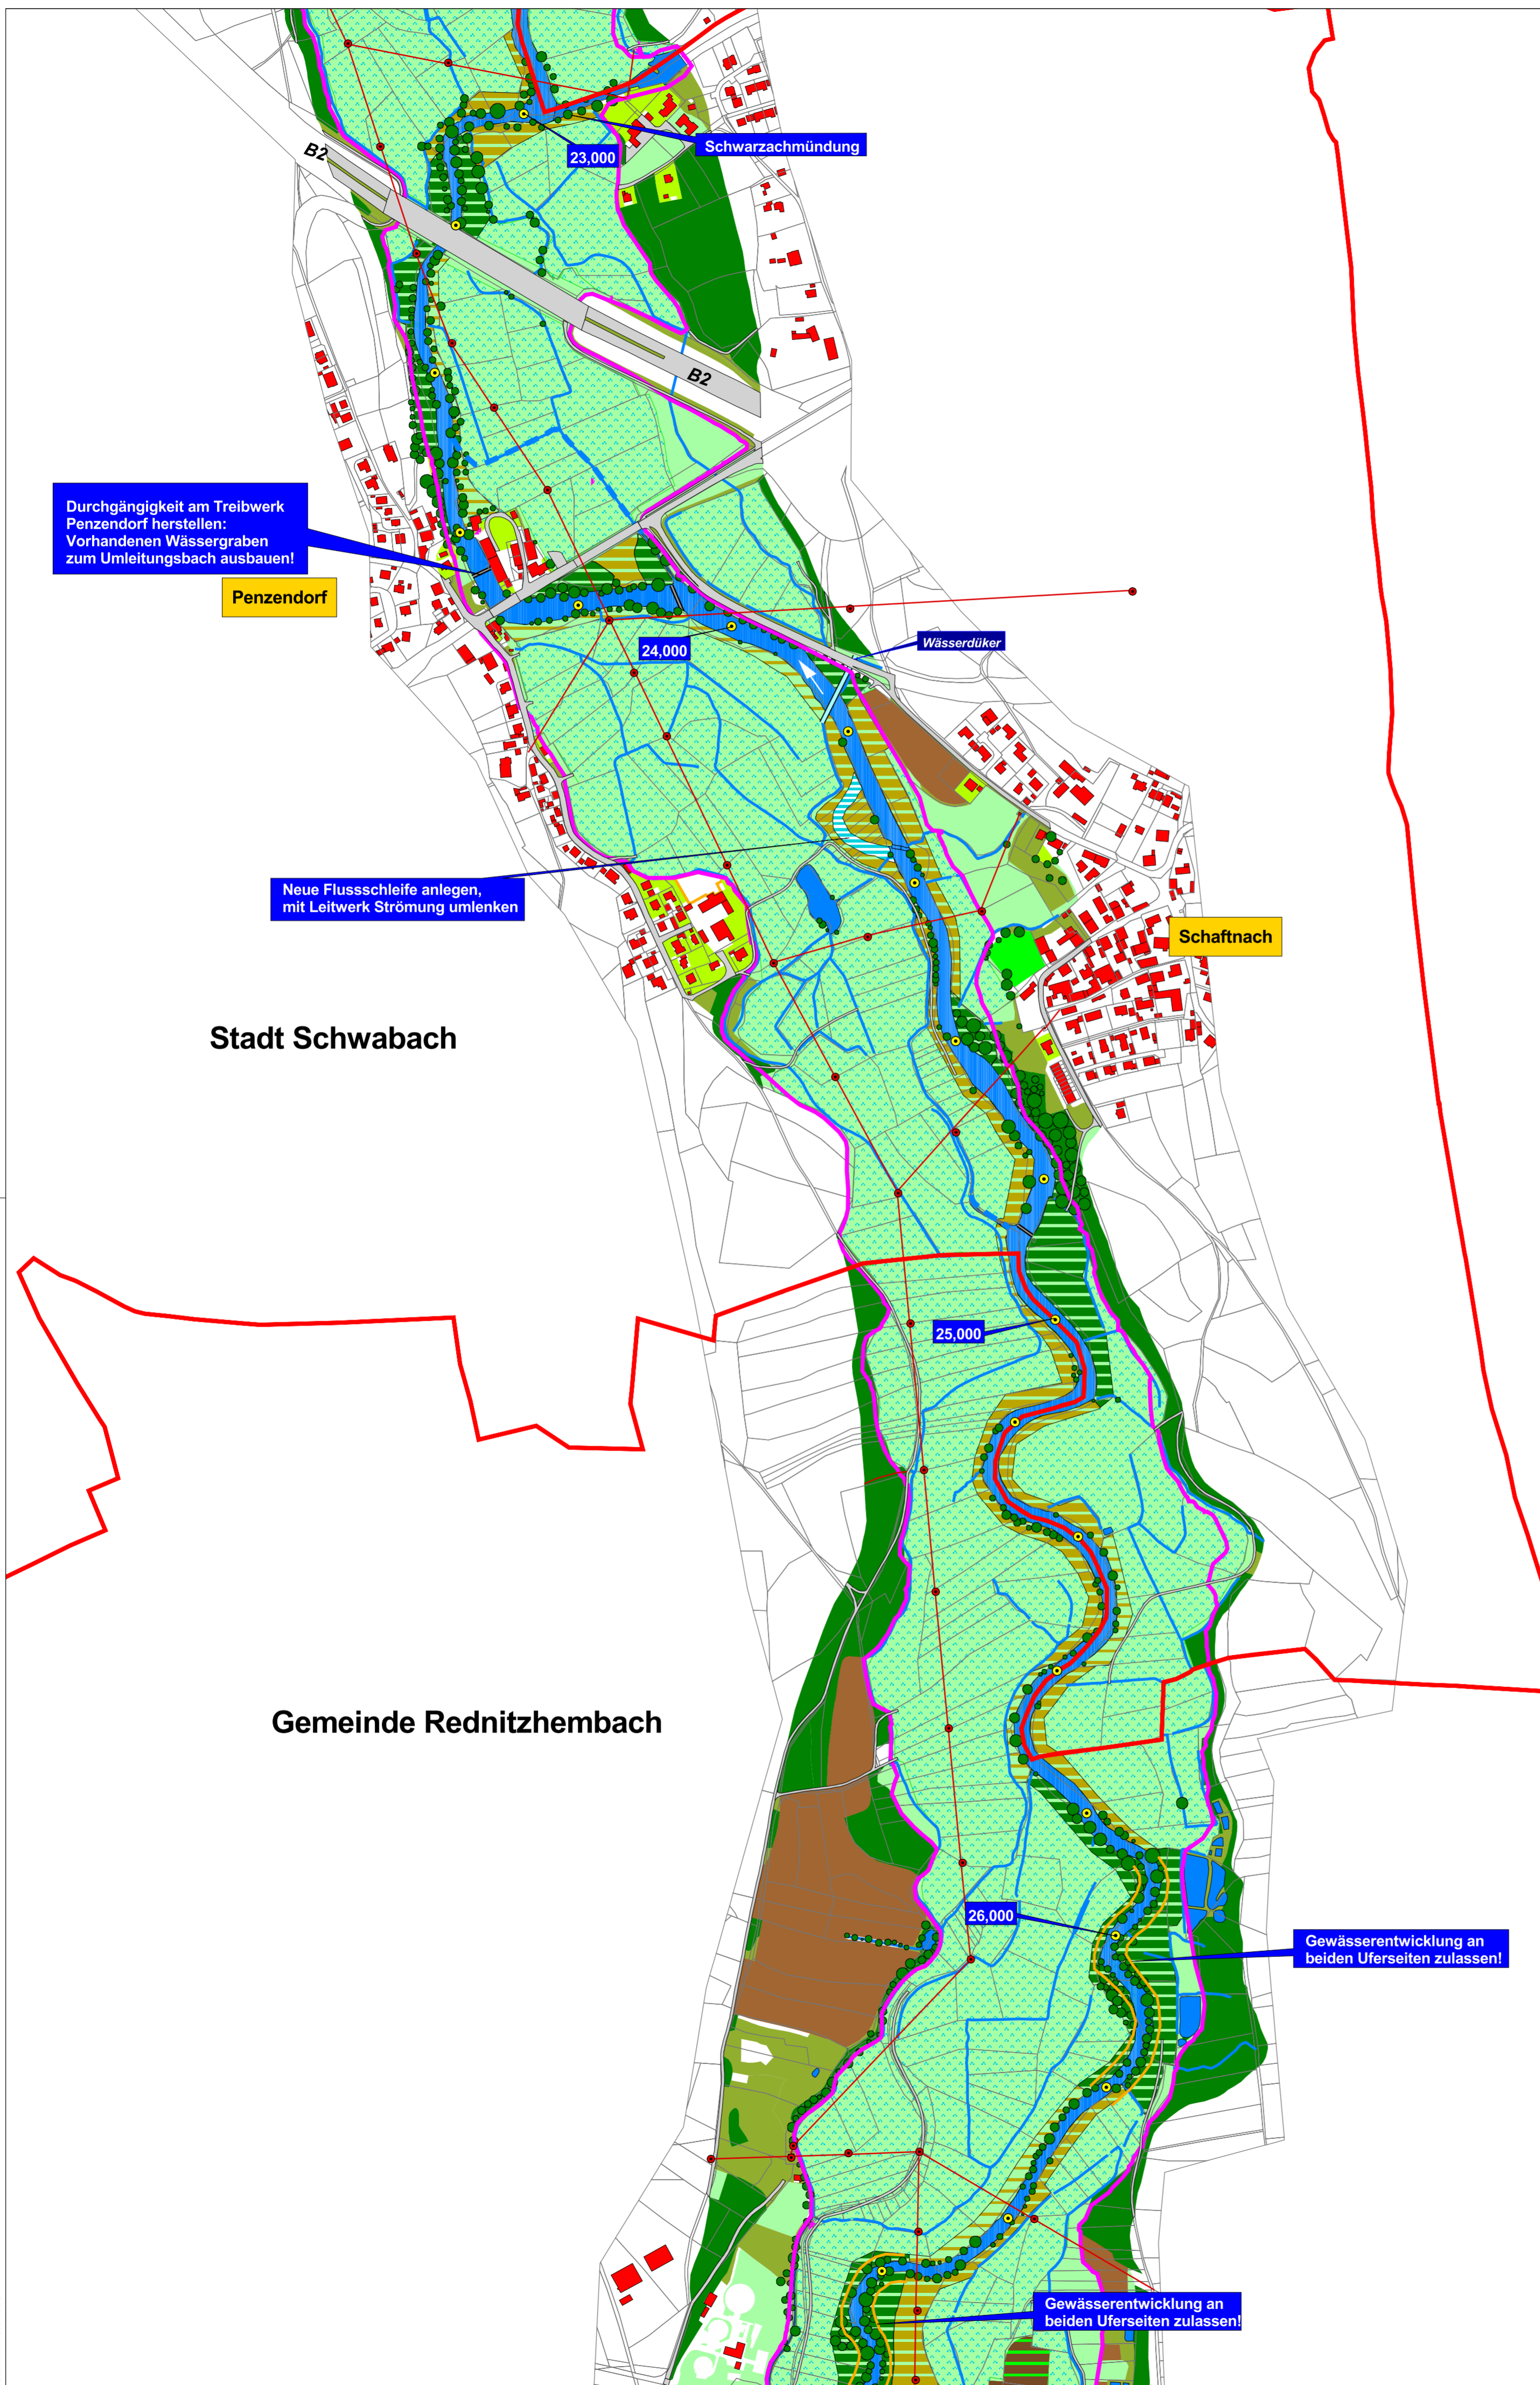 B2
Schwarzachmündung
23,000
B2
Durchgängigkeit am Treibwerk
Penzendorf herstellen:
Vorhandenen Wässergraben
zum Umleitungsbach ausbauen!
Penzendorf
24,000
Wässerdüker
Neue Flussschleife anlegen,
mit Leitwerk Strömung umlenken
Schaftnach
Stadt Schwabach
25,000
Gemeinde Rednitzhembach
26,000
Gewässerentwicklung an
beiden Uferseiten zulassen!
Gewässerentwicklung an
beiden Uferseiten zulassen!